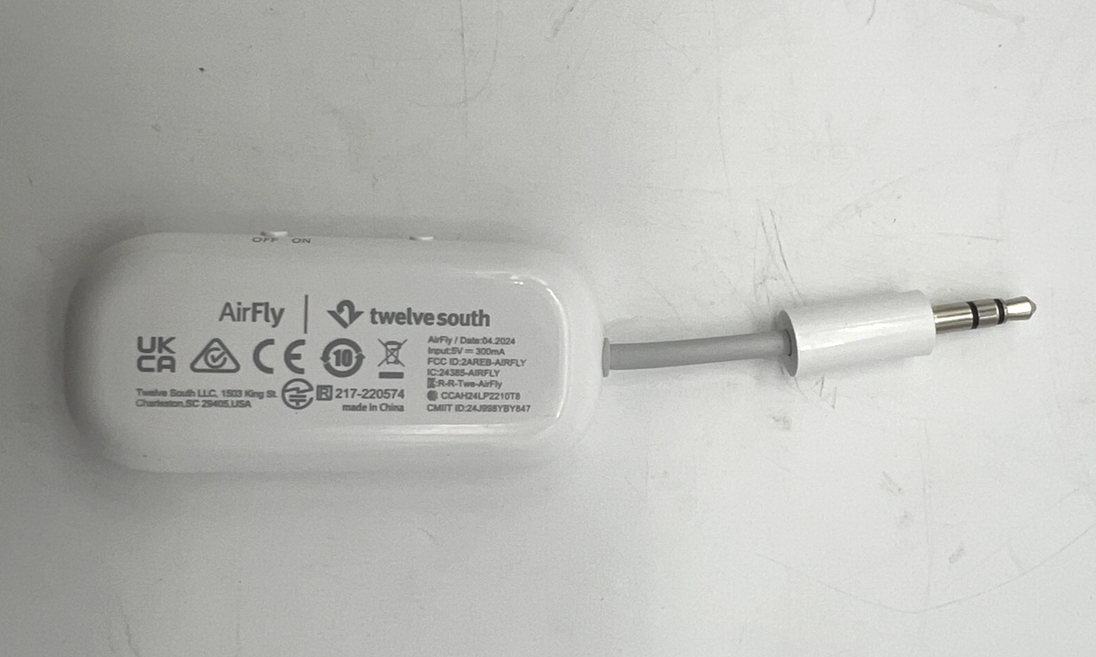 OFF ON
AirFly | twelve south
UK
CA
10
Twelve South LLC, 1503 King St.
Charleston,SC 29405,USA
R 217-220574
made in China
AirFly / Date:04.2024
Input:5V ⎓ 300mA
FCC ID:2AREB-AIRFLY
IC:24385-AIRFLY
R-R-Twe-AirFly
CCAH24LP2210T8
CMIIT ID:24J998YBY847